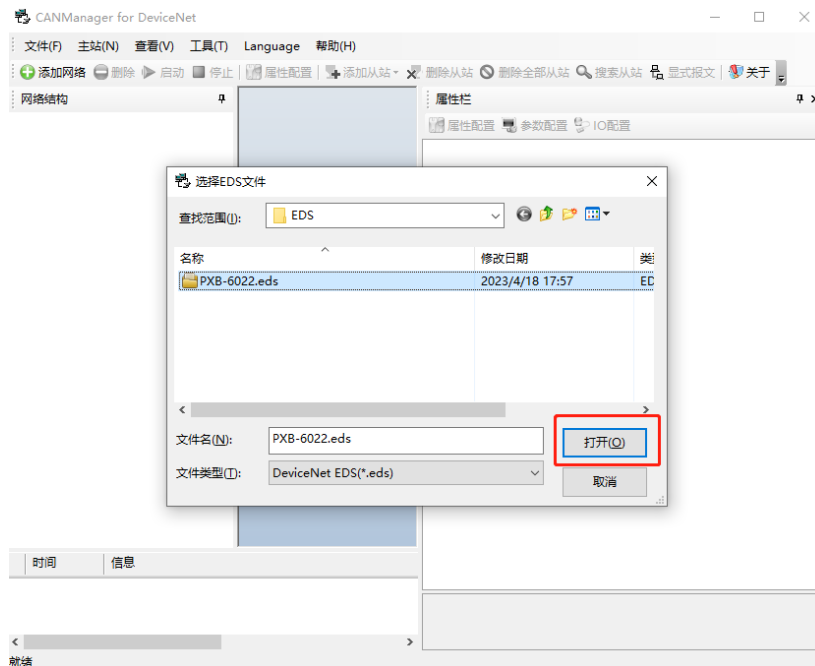 CANManager for DeviceNet
文件(F) 主站(N) 查看(V) 工具(T) Language 帮助(H)
添加网络 删除 启动 停止 属性配置 添加从站 删除从站 删除全部从站 搜索从站 显式报文 关于
网络结构 属性栏
属性配置 参数配置 IO配置
选择EDS文件
查找范围(I): EDS
名称 修改日期
PXB-6022.eds 2023/4/18 17:57 ED
文件名(N): PXB-6022.eds 打开(O)
文件类型(T): DeviceNet EDS(*.eds) 取消
时间 信息
就绪